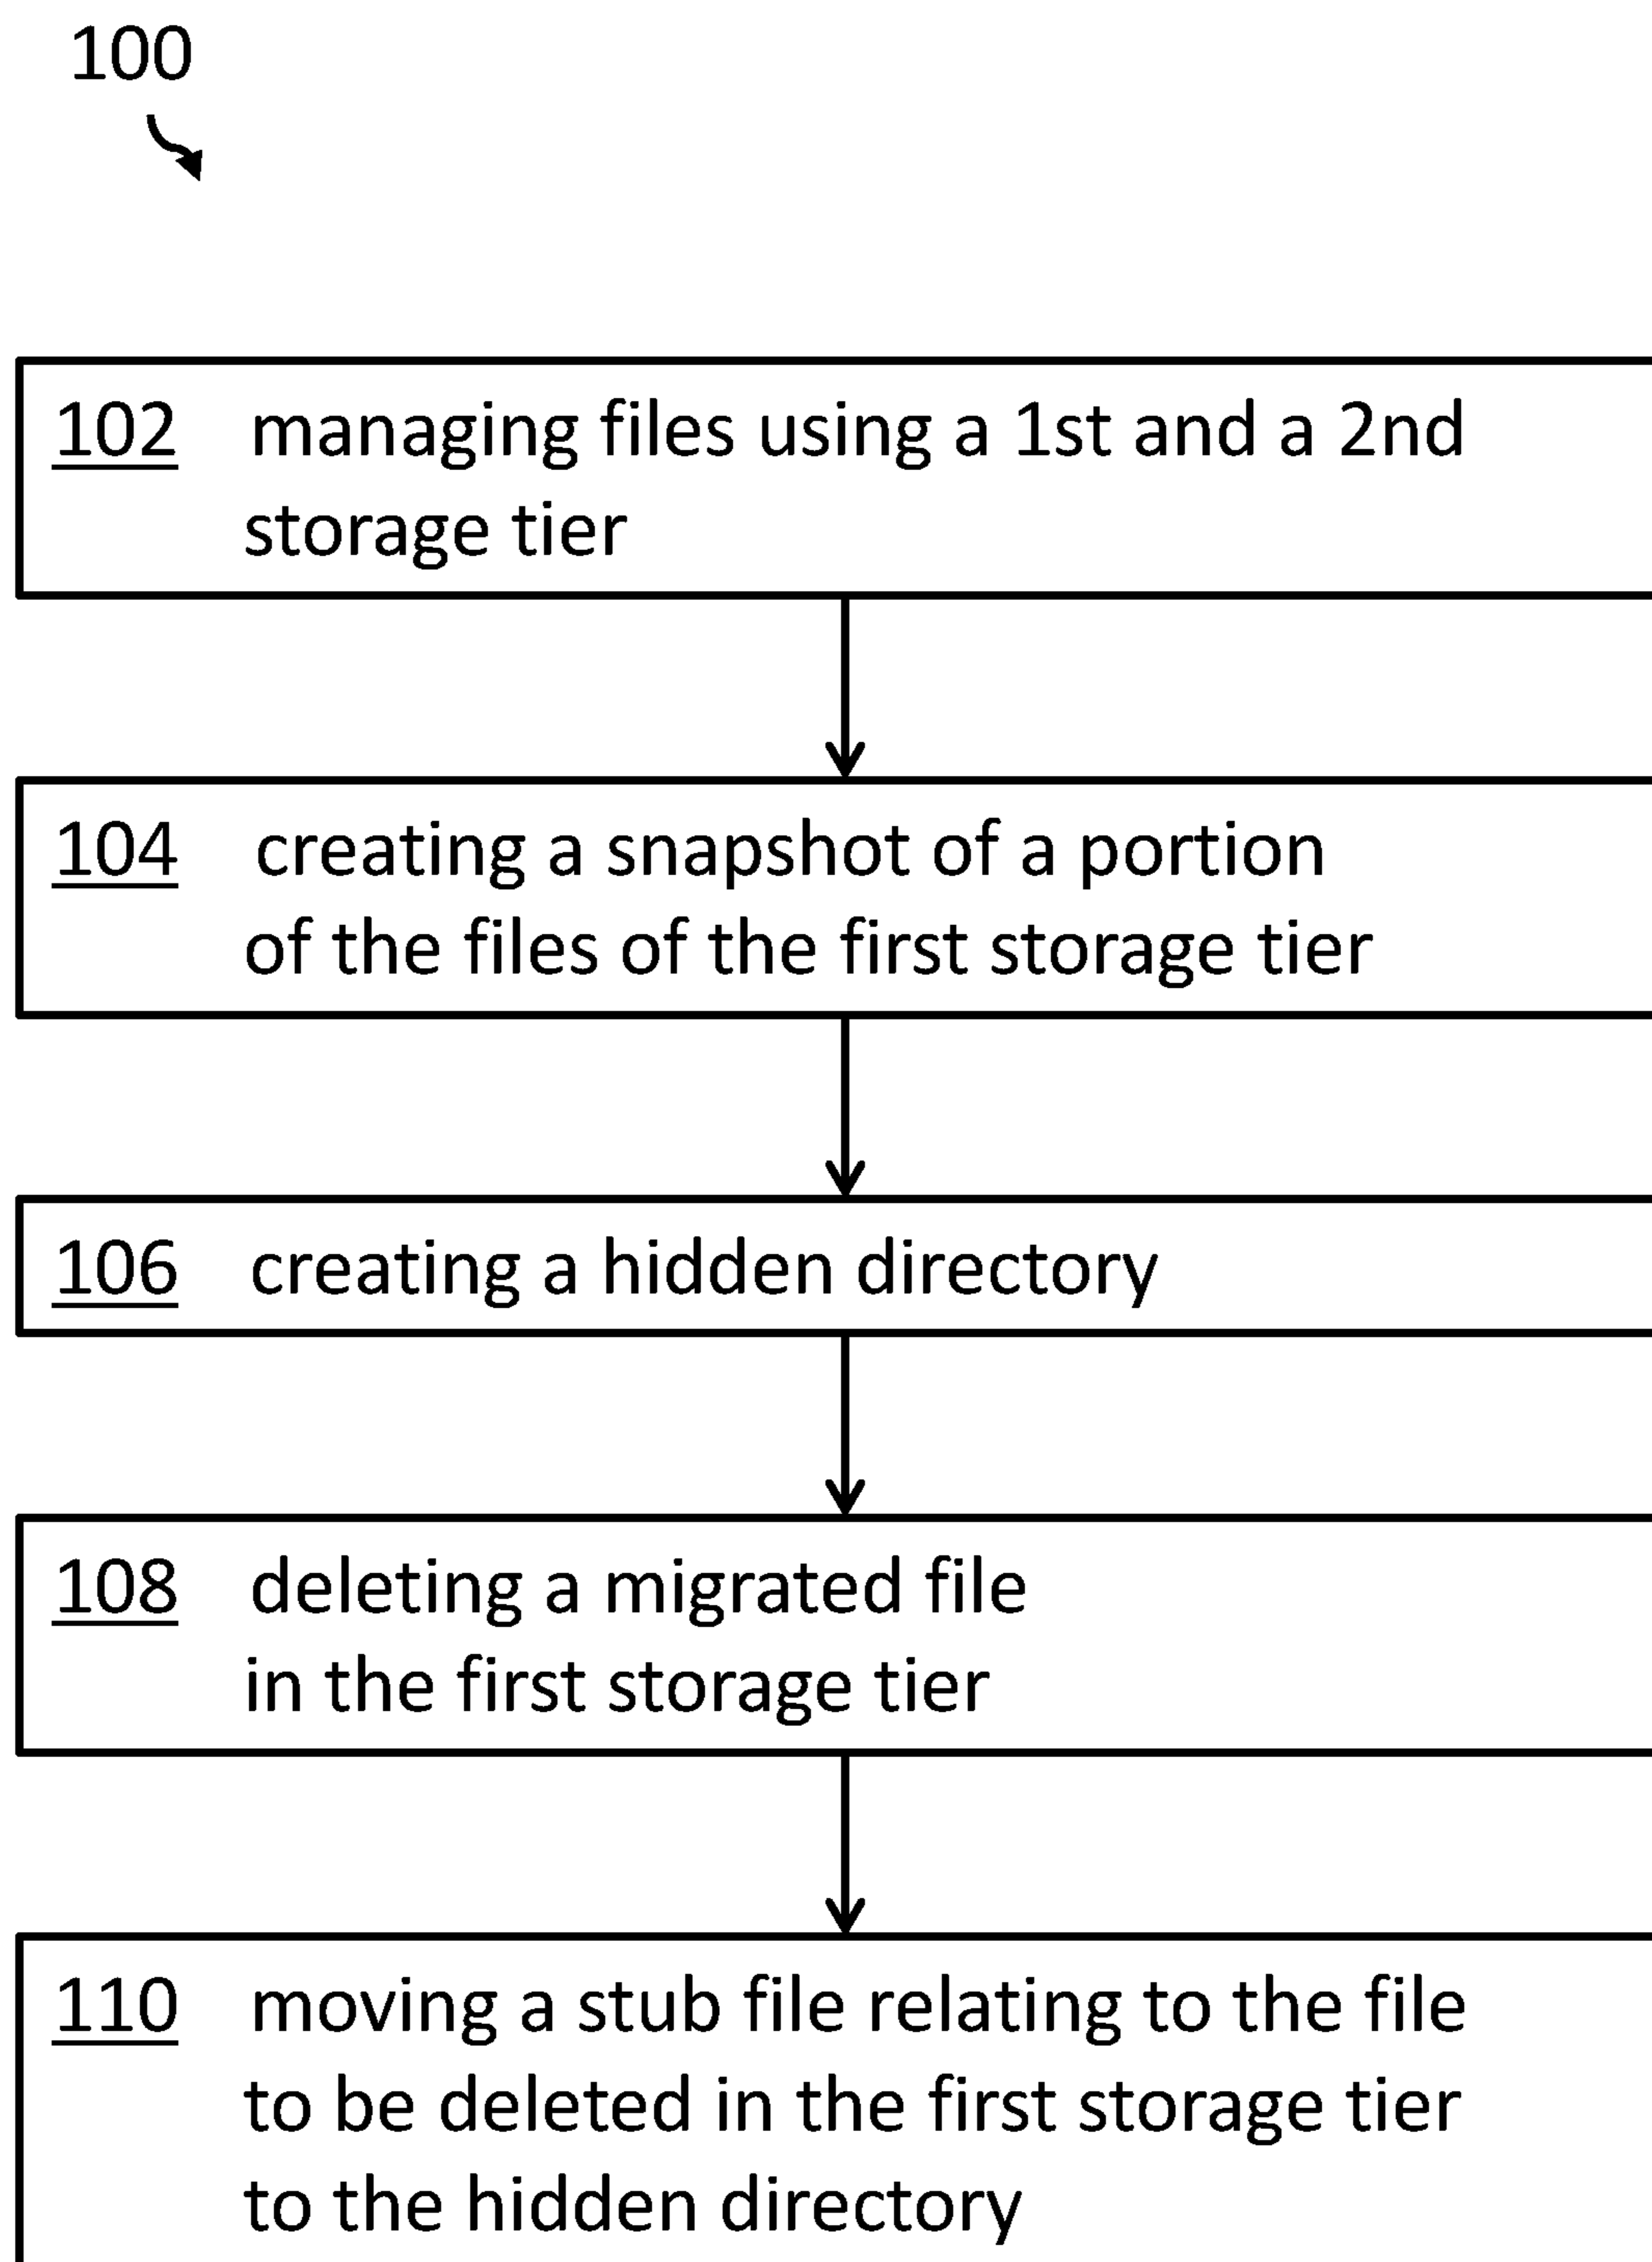 100
102 managing files using a 1st and a 2nd
storage tier
104 creating a snapshot of a portion
of the files of the first storage tier
106 creating a hidden directory
108 deleting a migrated file
in the first storage tier
110 moving a stub file relating to the file
to be deleted in the first storage tier
to the hidden directory